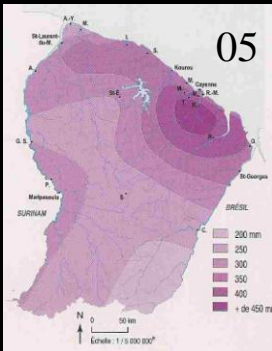 05
A.-Y.
M.
St-Laurent-
du-M.
I.
S.
Kourou
A.
M.
Cayenne
R.-M.
St-E.
G. S.
O.
St-Georges
P.
Maripasoula
S
SURINAM
BRÉSIL
C.
200 mm
250
300
350
400
+ de 450 mm
N
0 50 km
Échelle : 1 / 5 000 000e